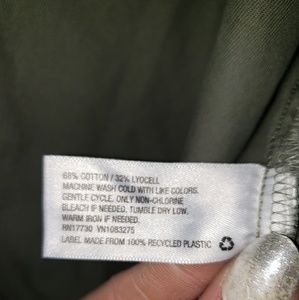 68% COTTON / 32% LYOCELL
MACHINE WASH COLD WITH LIKE COLORS.
GENTLE CYCLE. ONLY NON-CHLORINE
BLEACH IF NEEDED. TUMBLE DRY LOW.
WARM IRON IF NEEDED.
RN17730 VN1083275
LABEL MADE FROM 100% RECYCLED PLASTIC